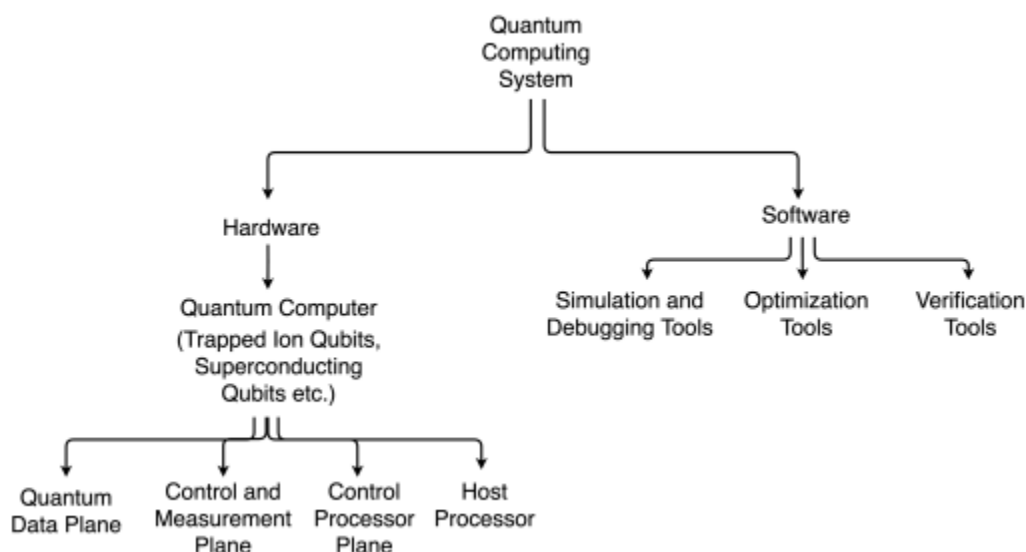 Quantum
Computing
System
Hardware
Software
Quantum Computer
(Trapped Ion Qubits,
Superconducting
Qubits etc.)
Simulation and
Debugging Tools
Optimization
Tools
Verification
Tools
Quantum
Data Plane
Control and
Measurement
Plane
Control
Processor
Plane
Host
Processor